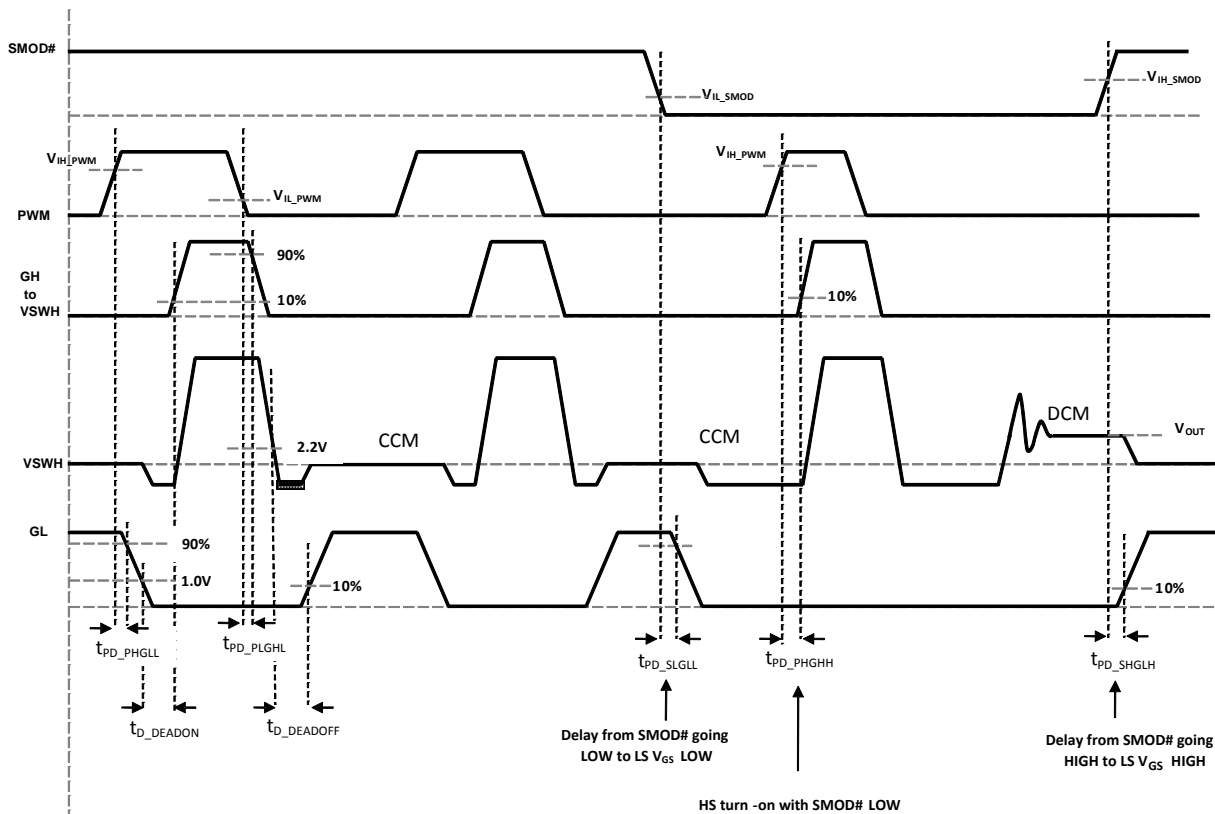 SMOD#
V_IL_SMOD
V_IH_SMOD
V_IH_PWM
V_IH_PWM
V_IL_PWM
PWM
90%
GH
to
VSWH
10%
10%
DCM
V_OUT
CCM
CCM
2.2V
VSWH
GL
90%
1.0V
10%
10%
t_PD_PHGLL
t_PD_PLGHL
t_PD_SLGLL
t_PD_PHGHH
t_PD_SHGLH
t_D_DEADON
t_D_DEADOFF
Delay from SMOD# going
LOW to LS V_GS LOW
Delay from SMOD# going
HIGH to LS V_GS HIGH
HS turn -on with SMOD# LOW